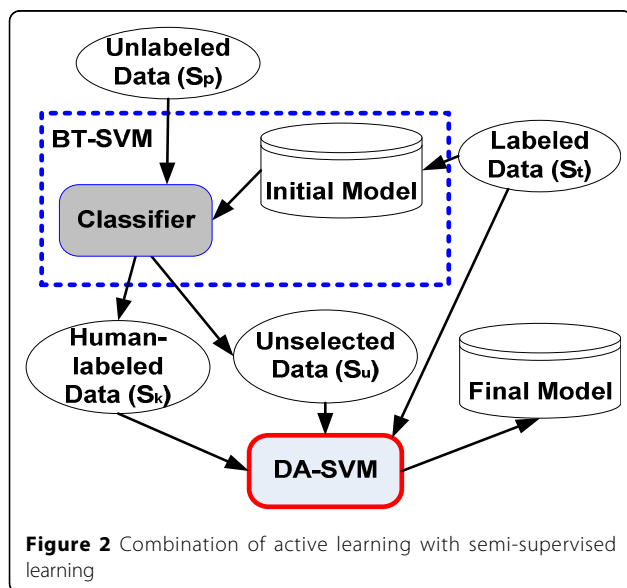 Unlabeled
Data (Sp)
BT-SVM
Labeled
Data (St)
Initial Model
Classifier
Human-
labeled
Data (Sk)
Unselected
Data (Su)
Final Model
DA-SVM
Figure 2 Combination of active learning with semi-supervised
learning